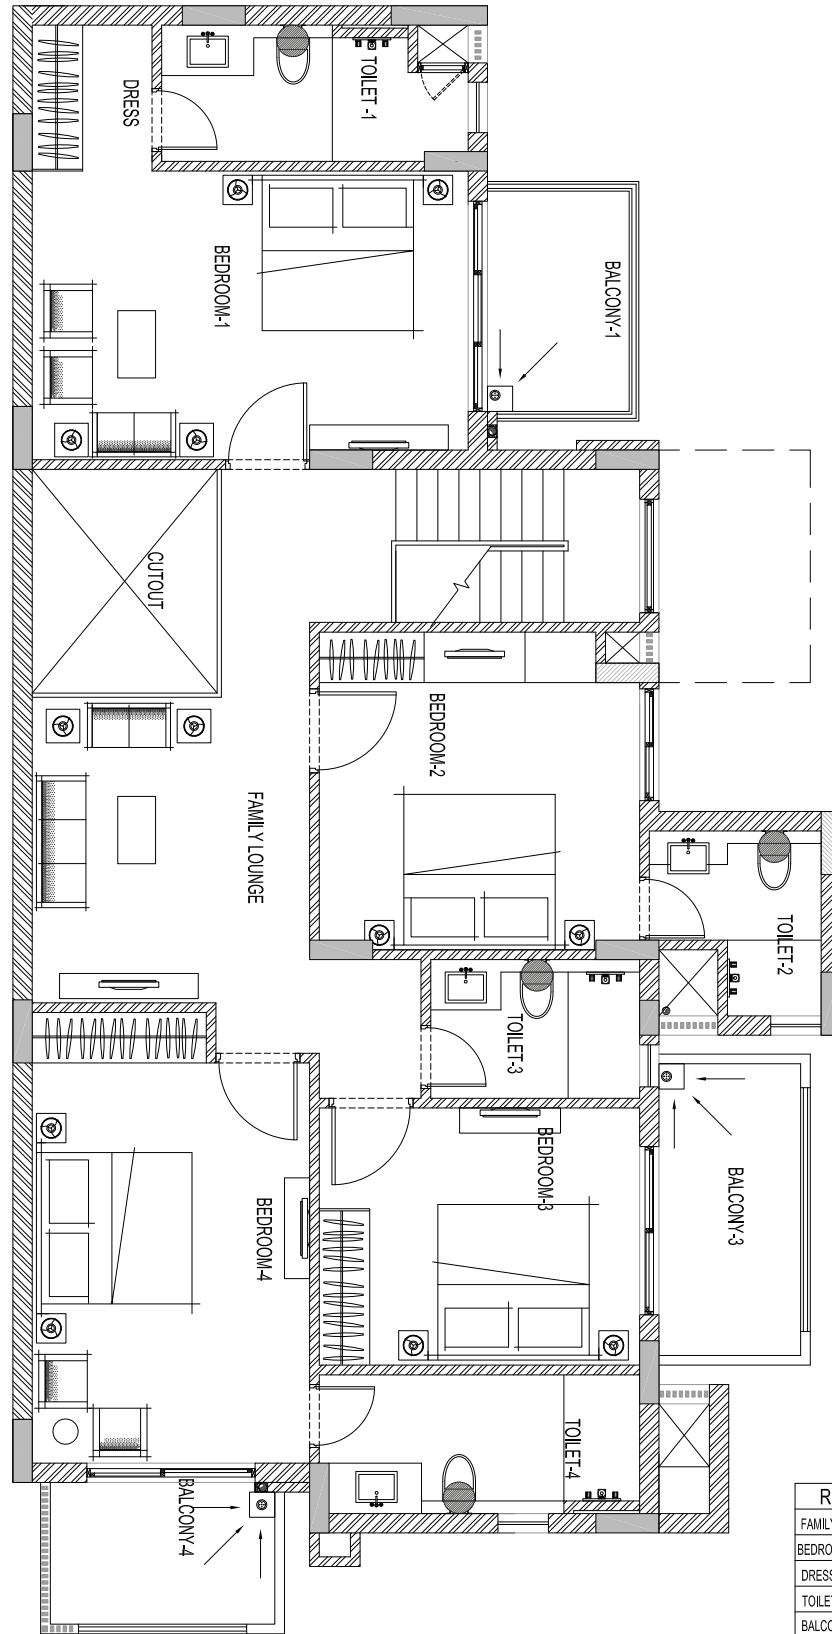 DRESS
TOILET -1
BEDROOM-1
BALCONY-1
CUTOUT
BEDROOM-2
FAMILY LOUNGE
TOILET-2
TOILET-3
BEDROOM-3
BALCONY-3
BEDROOM-4
TOILET-4
BALCONY-4